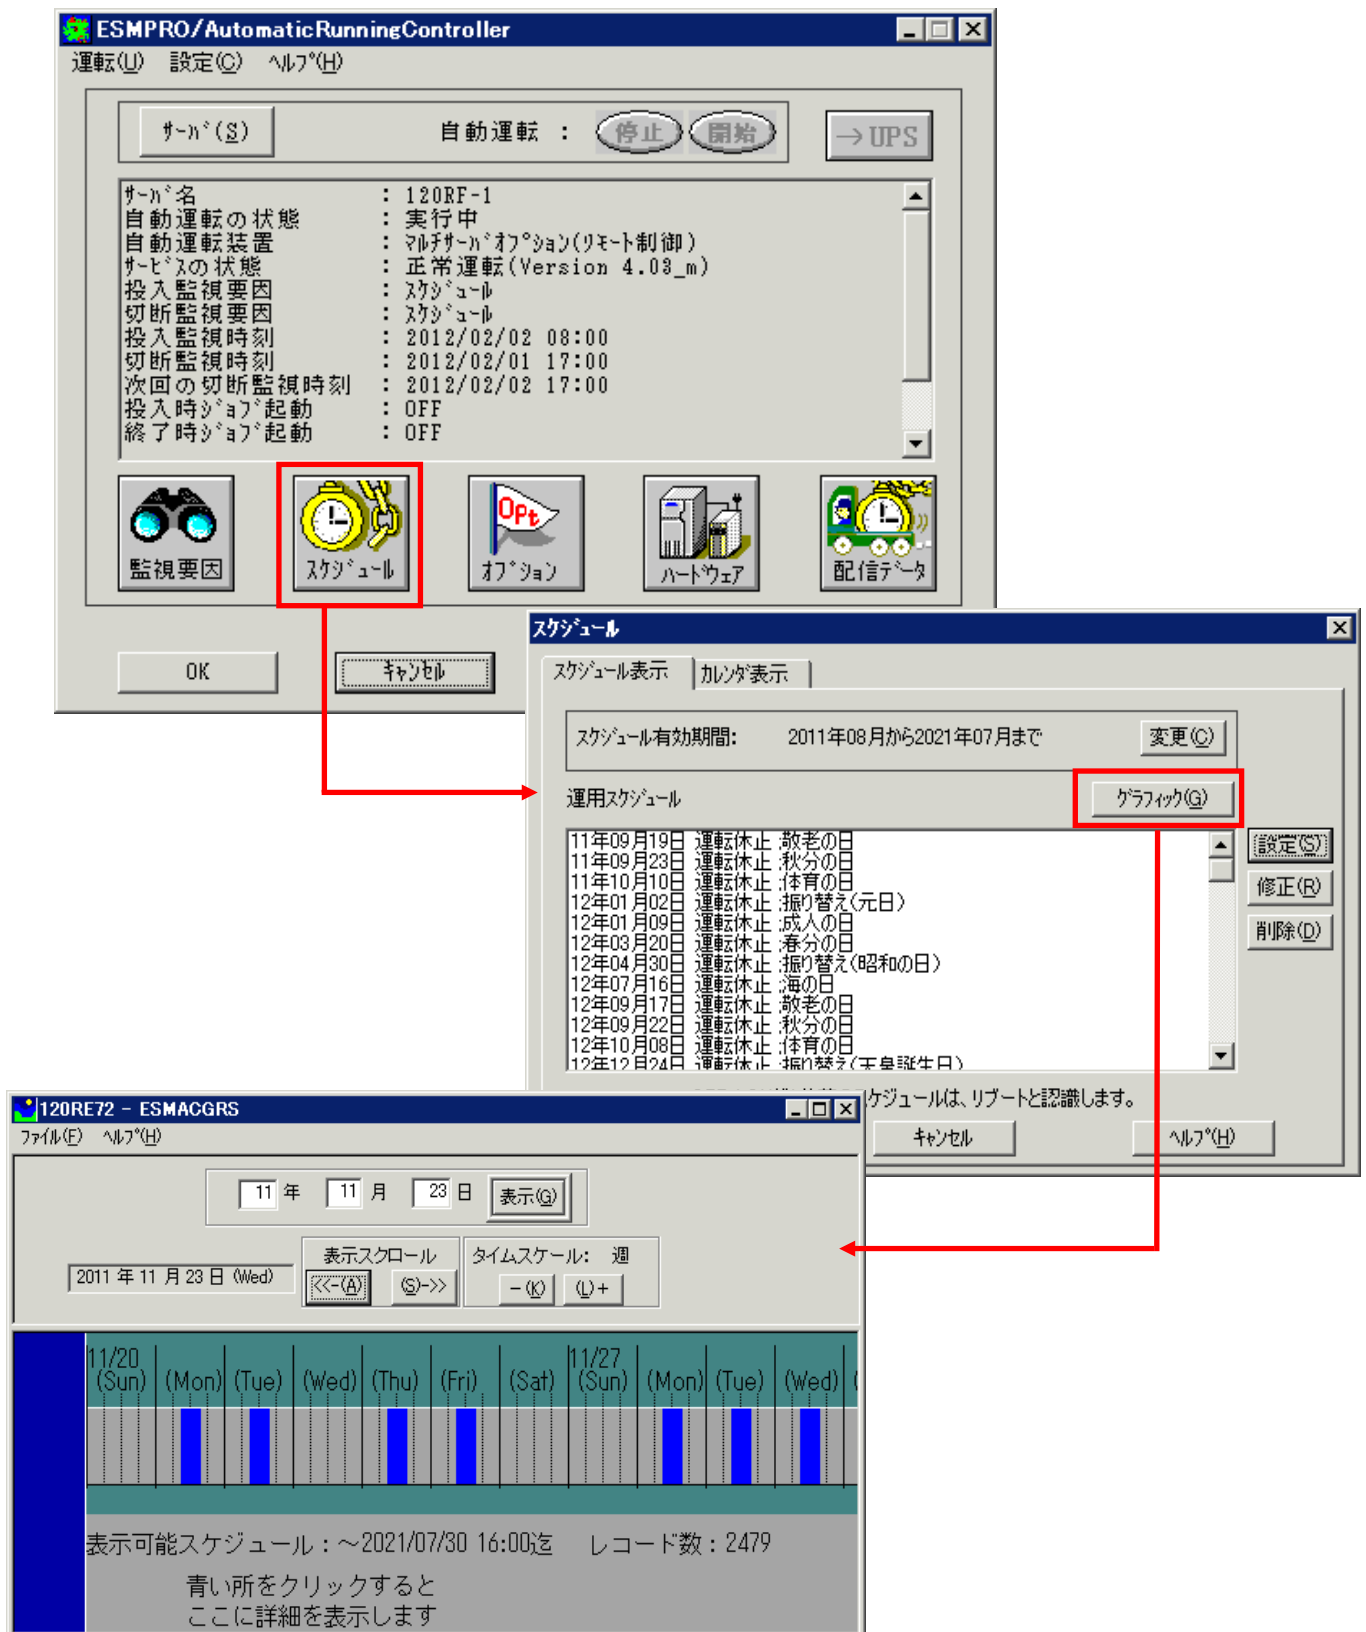 ESMPRO/AutomaticRunningController
運転(U) 設定(C) ﾍﾙﾌﾟ(H)
ｻｰﾊﾞ(S) 自動運転 : 停止 開始 →UPS
ｻｰﾊﾞ名 : 120RF-1
自動運転の状態 : 実行中
自動運転装置 : ﾏﾙﾁｻｰﾊﾞｵﾌﾟｼｮﾝ(ﾘﾓｰﾄ制御)
ｻｰﾋﾞｽの状態 : 正常運転(Version 4.03_m)
投入監視要因 : ｽｹｼﾞｭｰﾙ
切断監視要因 : ｽｹｼﾞｭｰﾙ
投入監視時刻 : 2012/02/02 08:00
切断監視時刻 : 2012/02/01 17:00
次回の切断監視時刻 : 2012/02/02 17:00
投入時ｼﾞｮﾌﾞ起動 : OFF
終了時ｼﾞｮﾌﾞ起動 : OFF
監視要因 ｽｹｼﾞｭｰﾙ Opt ｵﾌﾟｼｮﾝ ﾊｰﾄﾞｳｪｱ 配信ﾃﾞｰﾀ
OK ｷｬﾝｾﾙ
ｽｹｼﾞｭｰﾙ
ｽｹｼﾞｭｰﾙ表示 ｶﾚﾝﾀﾞ表示
ｽｹｼﾞｭｰﾙ有効期間: 2011年08月から2021年07月まで 変更(C)
運用ｽｹｼﾞｭｰﾙ ｸﾞﾗﾌｨｯｸ(G)
11年09月19日 運転休止 :敬老の日
11年09月23日 運転休止 :秋分の日
11年10月10日 運転休止 :体育の日
12年01月02日 運転休止 :振り替え(元日)
12年01月09日 運転休止 :成人の日
12年03月20日 運転休止 :春分の日
12年04月30日 運転休止 :振り替え(昭和の日)
12年07月16日 運転休止 :海の日
12年09月17日 運転休止 :敬老の日
12年09月22日 運転休止 :秋分の日
12年10月08日 運転休止 :体育の日
12年12月24日 運転休止 :振り替え(天皇誕生日)
設定(S)
修正(R)
削除(D)
ｹｼﾞｭｰﾙは、リブートと認識します。
ｷｬﾝｾﾙ ﾍﾙﾌﾟ(H)
120RE72 - ESMACGRS
ﾌｧｲﾙ(F) ﾍﾙﾌﾟ(H)
11 年 11 月 23 日 表示(G)
表示スクロール タイムスケール: 週
2011 年 11 月 23 日 (Wed) <<-(A) (S)->> -(K) (L)+
11/20 11/27
(Sun) (Mon) (Tue) (Wed) (Thu) (Fri) (Sat) (Sun) (Mon) (Tue) (Wed) (
表示可能スケジュール：～2021/07/30 16:00迄 レコード数：2479
青い所をクリックすると
ここに詳細を表示します